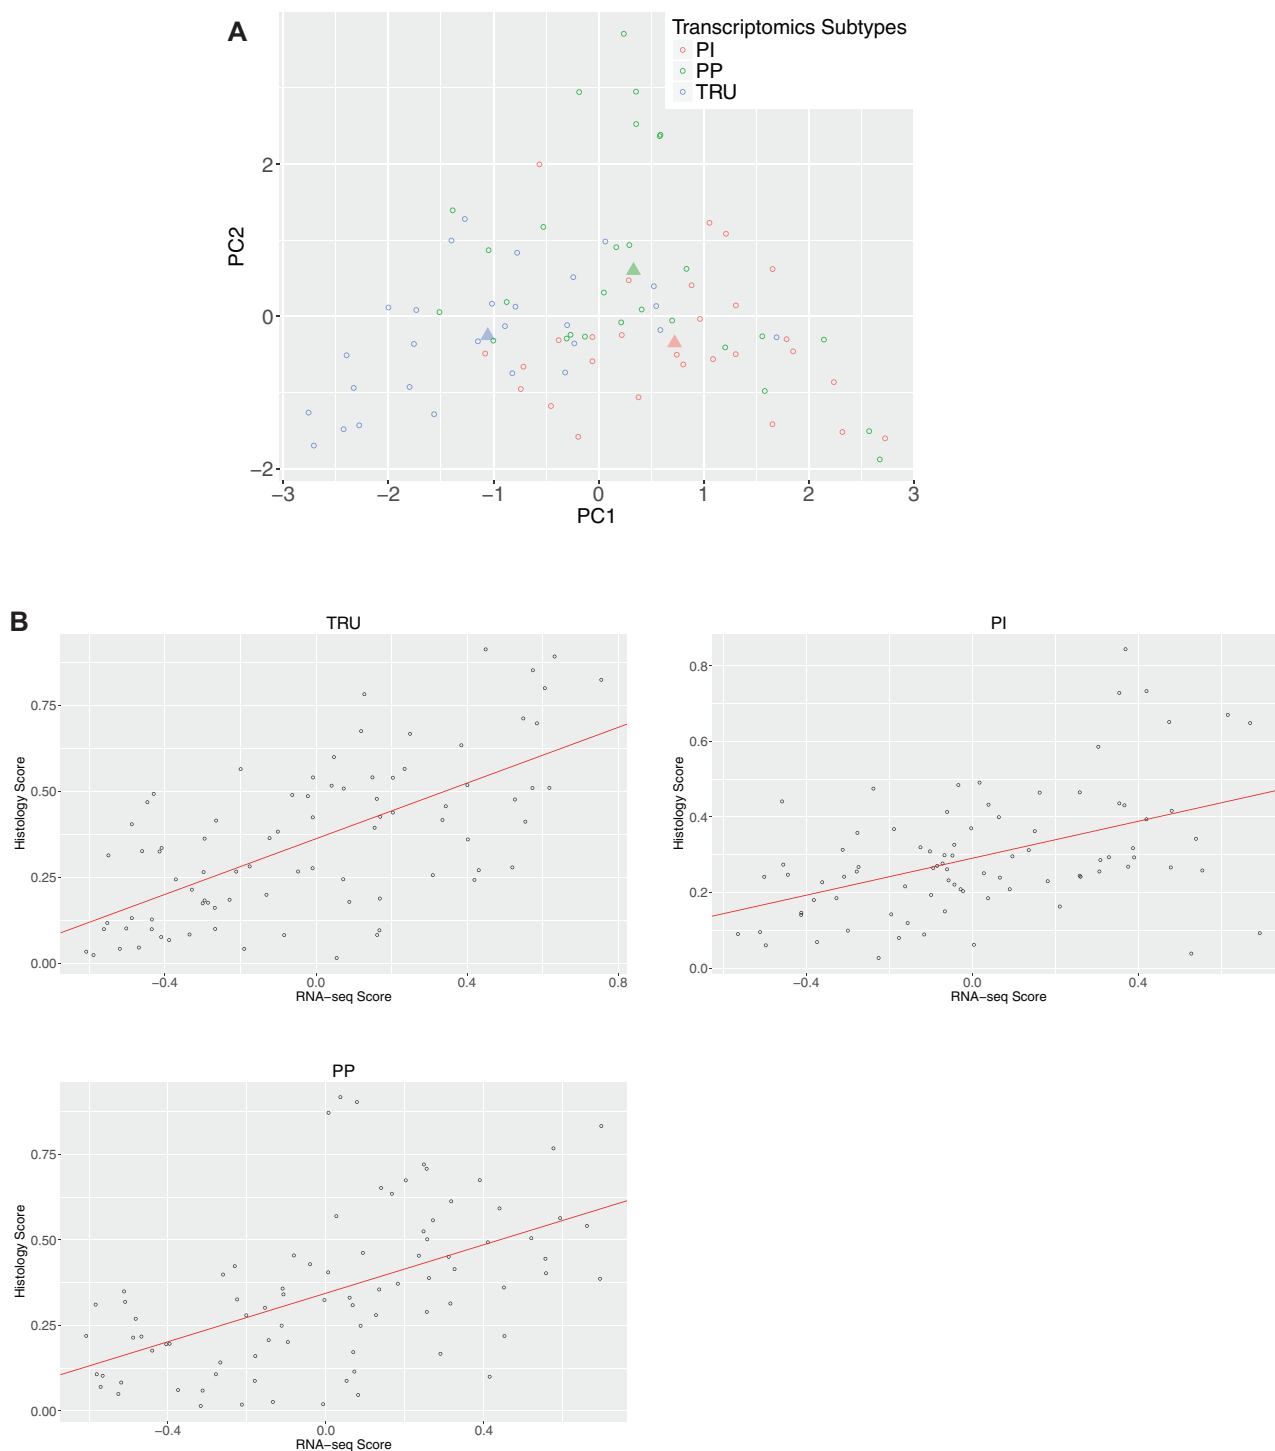 A
Transcriptomics Subtypes
PI
PP
TRU
PC2
2
0
−2
−3 −2 −1 0 1 2 3
PC1
B
TRU
Histology Score
0.75
0.50
0.25
0.00
−0.4 0.0 0.4 0.8
RNA−seq Score
PI
Histology Score
0.8
0.6
0.4
0.2
0.0
−0.4 0.0 0.4
RNA−seq Score
PP
Histology Score
0.75
0.50
0.25
0.00
−0.4 0.0 0.4
RNA−seq Score